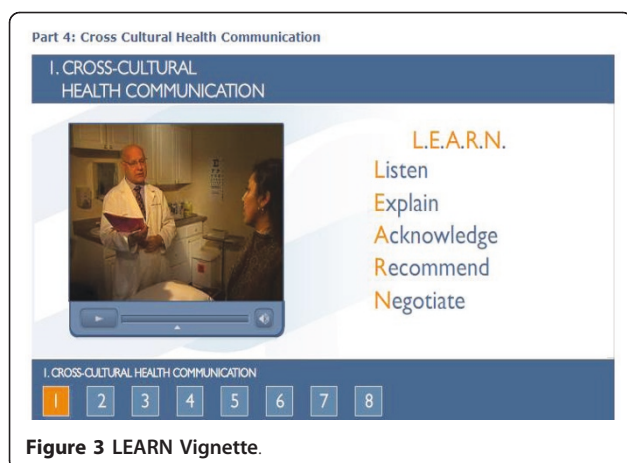 Part 4: Cross Cultural Health Communication
I. CROSS-CULTURAL
HEALTH COMMUNICATION
L.E.A.R.N.
Listen
Explain
Acknowledge
Recommend
Negotiate
I. CROSS-CULTURAL HEALTH COMMUNICATION
1 2 3 4 5 6 7 8
Figure 3 LEARN Vignette.